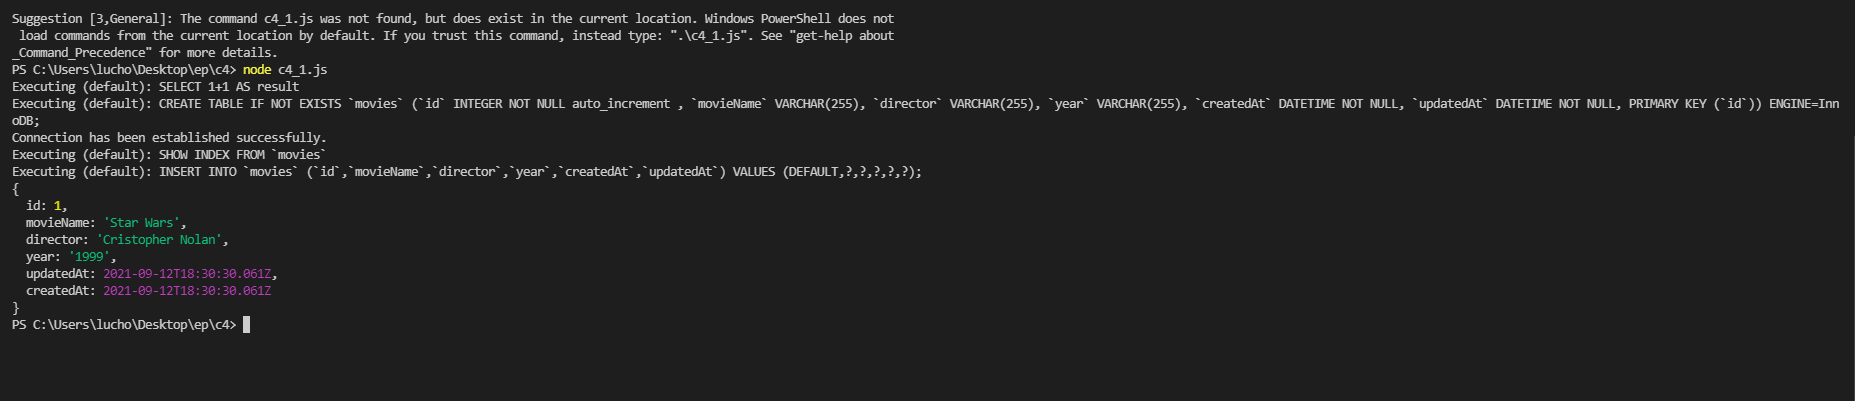 Suggestion [3,General]: The command c4_1.js was not found, but does exist in the current location. Windows PowerShell does not
 load commands from the current location by default. If you trust this command, instead type: ".\c4_1.js". See "get-help about
_Command_Precedence" for more details.
PS C:\Users\lucho\Desktop\ep\c4> node c4_1.js
Executing (default): SELECT 1+1 AS result
Executing (default): CREATE TABLE IF NOT EXISTS `movies` (`id` INTEGER NOT NULL auto_increment , `movieName` VARCHAR(255), `director` VARCHAR(255), `year` VARCHAR(255), `createdAt` DATETIME NOT NULL, `updatedAt` DATETIME NOT NULL, PRIMARY KEY (`id`)) ENGINE=Inn
oDB;
Connection has been established successfully.
Executing (default): SHOW INDEX FROM `movies`
Executing (default): INSERT INTO `movies` (`id`,`movieName`,`director`,`year`,`createdAt`,`updatedAt`) VALUES (DEFAULT,?,?,?,?,?);
{
  id: 1,
  movieName: 'Star Wars',
  director: 'Cristopher Nolan',
  year: '1999',
  updatedAt: 2021-09-12T18:30:30.061Z,
  createdAt: 2021-09-12T18:30:30.061Z
}
PS C:\Users\lucho\Desktop\ep\c4>